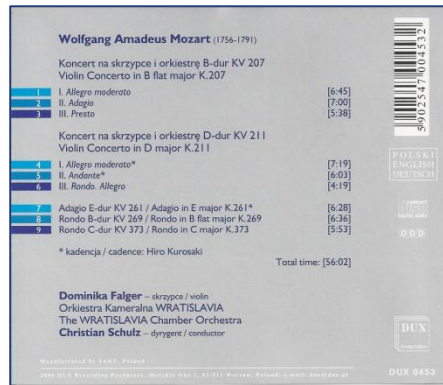 Wolfgang Amadeus Mozart (1756-1791)
Koncert na skrzypce i orkiestrę B-dur KV 207
Violin Concerto in B flat major K.207
1 I. Allegro moderato [6:45]
2 II. Adagio [7:00]
3 III. Presto [5:38]
Koncert na skrzypce i orkiestrę D-dur KV 211
Violin Concerto in D major K.211
4 I. Allegro moderato* [7:19]
5 II. Andante* [6:03]
6 III. Rondo. Allegro [4:19]
7 Adagio E-dur KV 261 / Adagio in E major K.261* [6:28]
8 Rondo B-dur KV 269 / Rondo in B flat major K.269 [6:36]
9 Rondo C-dur KV 373 / Rondo in C major K.373 [5:53]
* kadencja / cadence: Hiro Kurosaki
Total time: [56:02]
Dominika Falger – skrzypce / violin
Orkiestra Kameralna WRATISLAVIA
The WRATISLAVIA Chamber Orchestra
Christian Schulz – dyrygent / conductor
5 902547 004532
POLSKI
ENGLISH
DEUTSCH
COMPACT
disc
DIGITAL AUDIO
DDD
DUX
DUX 0453